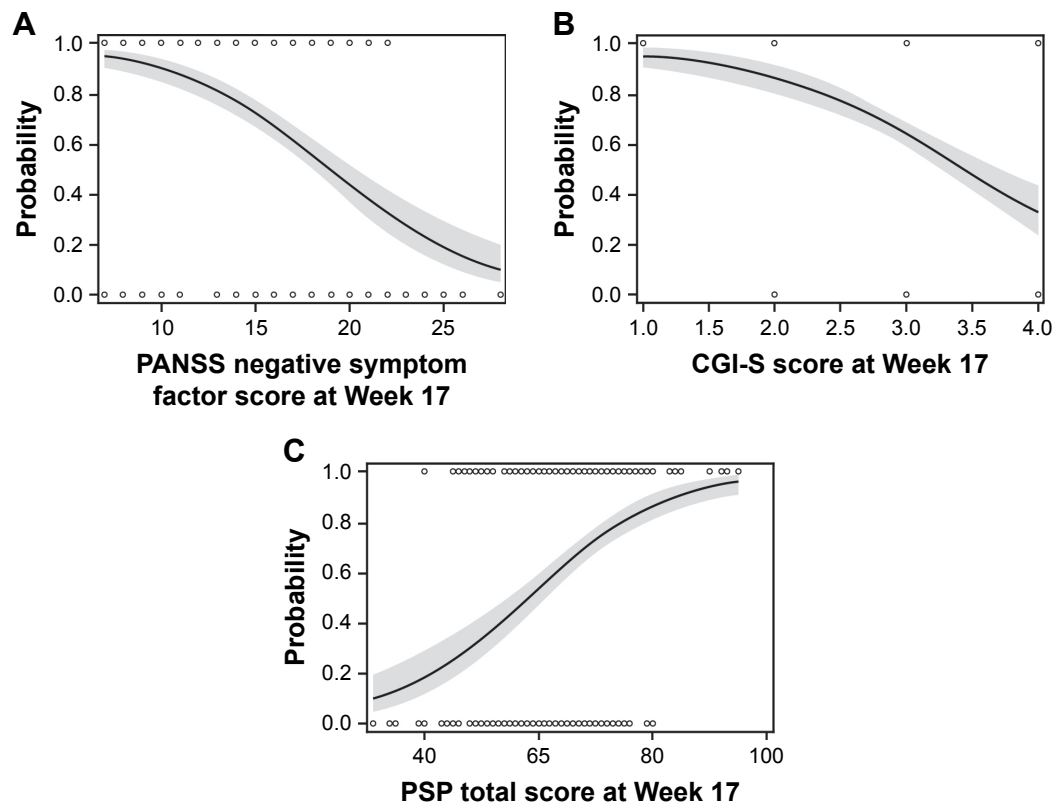 A
1.0
0.8
0.6
0.4
0.2
0.0
Probability
10 15 20 25
PANSS negative symptom
factor score at Week 17
B
1.0
0.8
0.6
0.4
0.2
0.0
Probability
1.0 1.5 2.0 2.5 3.0 3.5 4.0
CGI-S score at Week 17
C
1.0
0.8
0.6
0.4
0.2
0.0
Probability
40 65 80 100
PSP total score at Week 17